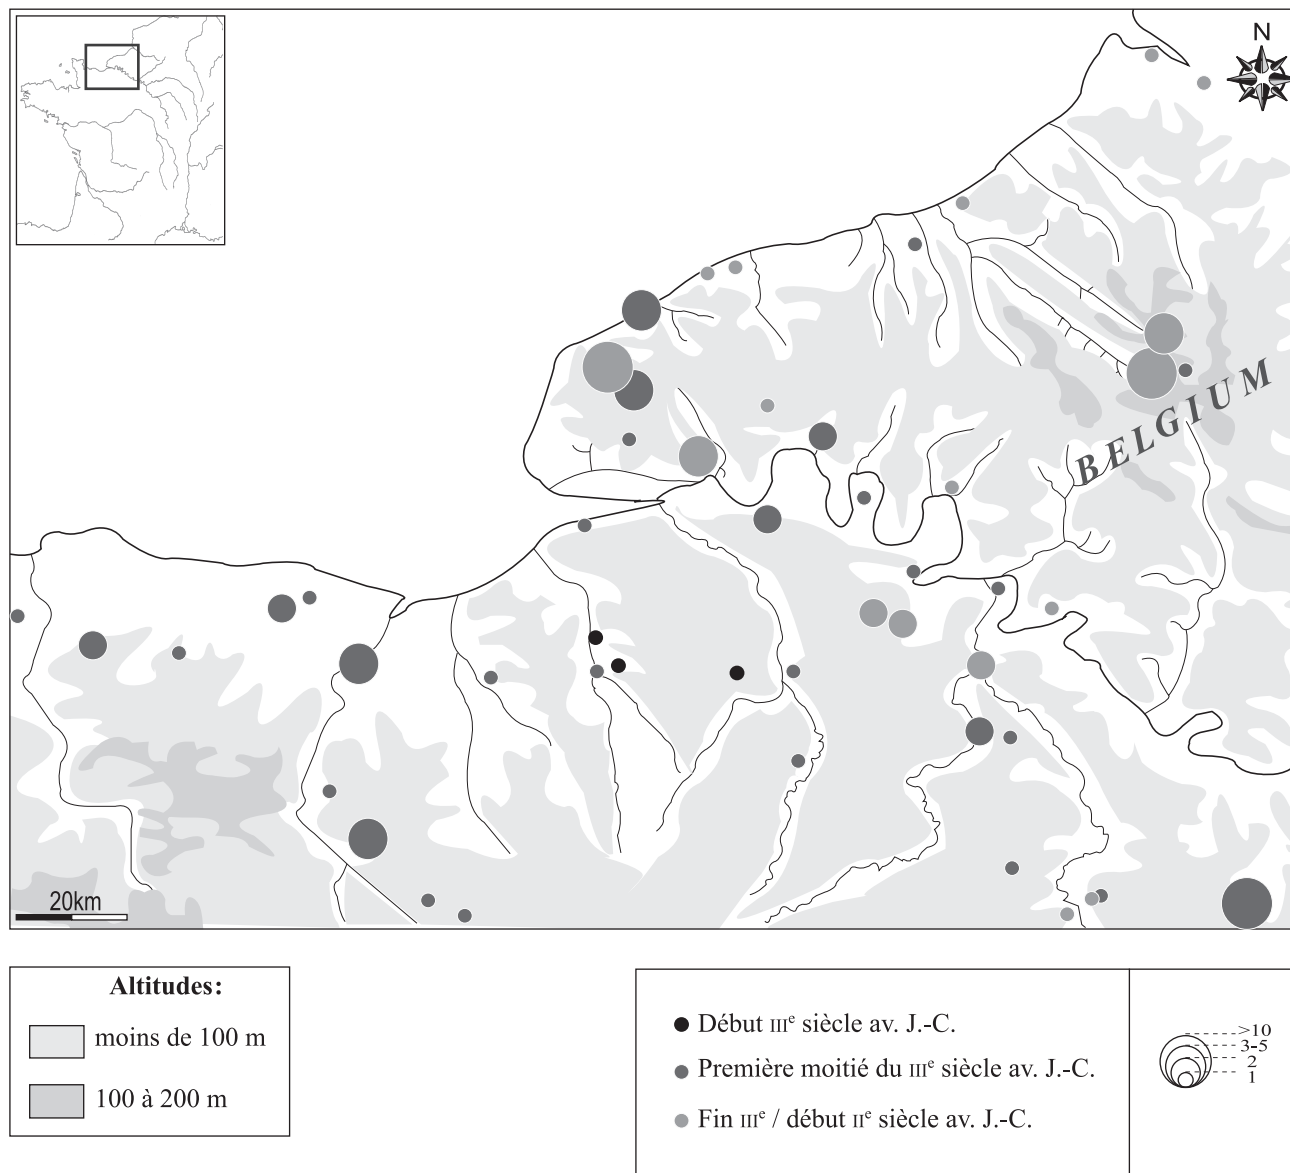 N
BELGIUM
20km
Altitudes:
moins de 100 m
100 à 200 m
Début IIIe siècle av. J.-C.
Première moitié du IIIe siècle av. J.-C.
Fin IIIe / début IIe siècle av. J.-C.
>10
3-5
2
1